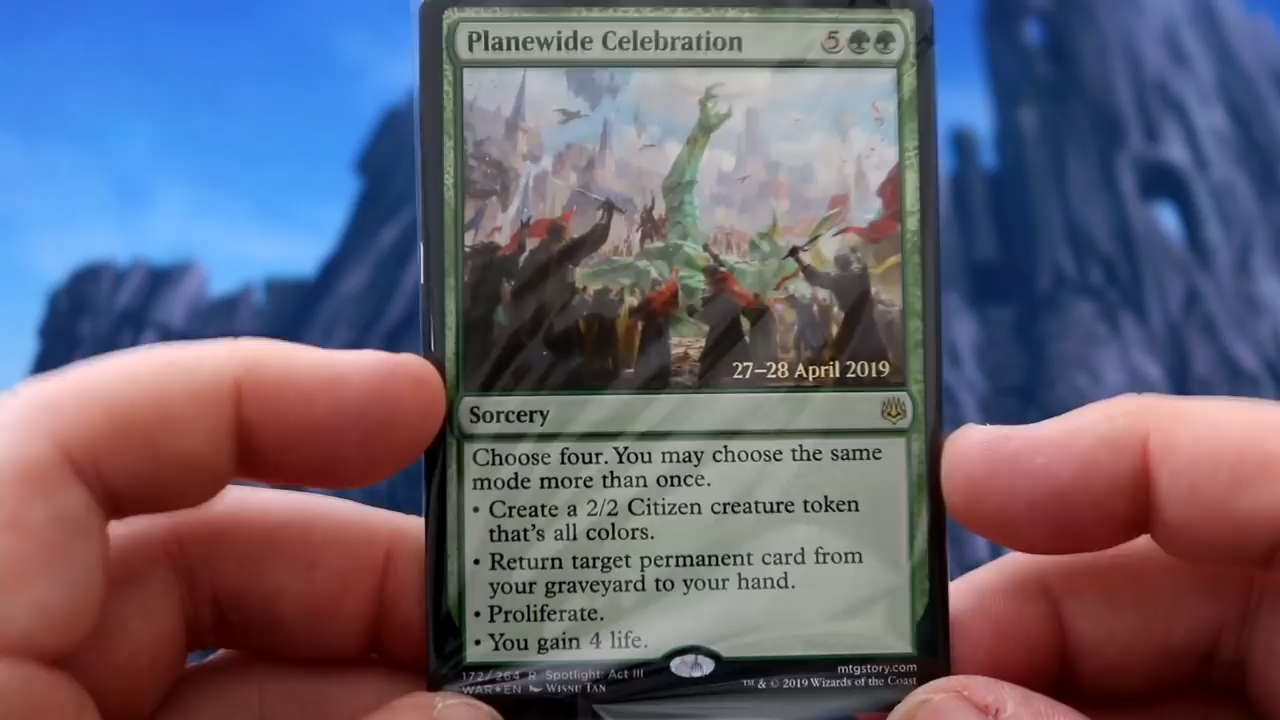 Planewide Celebration 5
27–28 April 2019
Sorcery
Choose four. You may choose the same
mode more than once.
• Create a 2/2 Citizen creature token
that's all colors.
• Return target permanent card from
your graveyard to your hand.
• Proliferate.
• You gain 4 life.
172/264 R Spotlight: Act III
mtgstory.com
WAR★EN Wisnu Tan
™ & © 2019 Wizards of the Coast